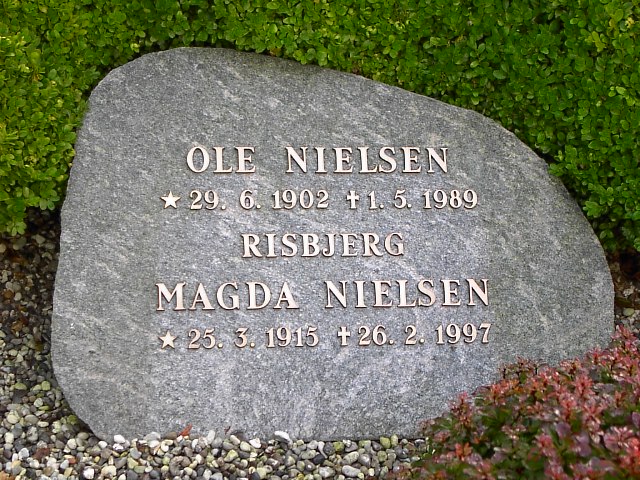 OLE NIELSEN
★ 29. 6. 1902 ✝ 1. 5. 1989
RISBJERG
MAGDA NIELSEN
★ 25. 3. 1915 ✝ 26. 2. 1997